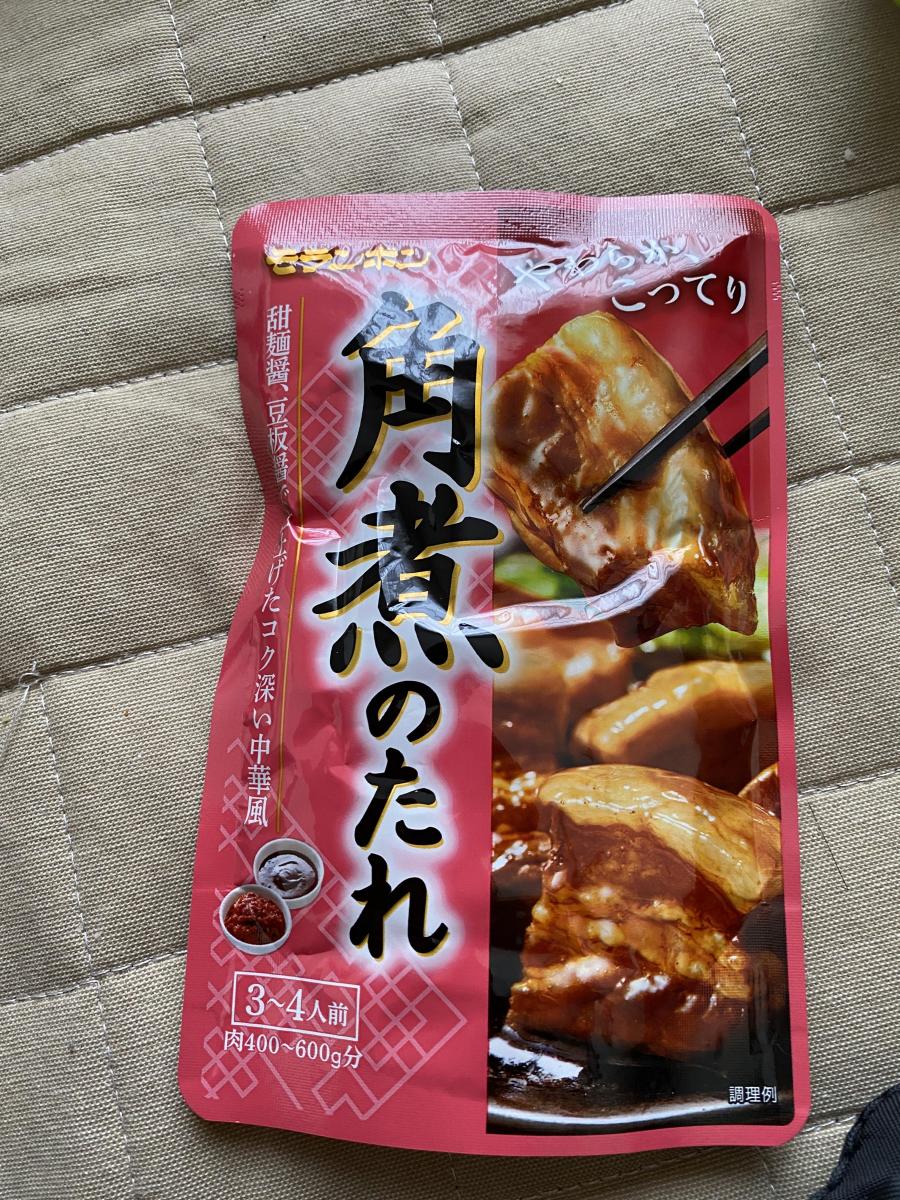 モランボン
やわらか、
こってり
角煮のたれ
甜麺醤、豆板醤で 上げたコク深い中華風
3~4人前
肉400~600g分
調理例